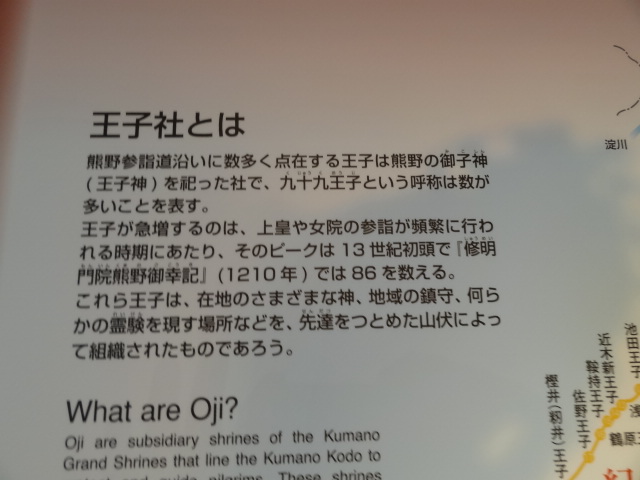 王子社とは
熊野参詣道沿いに数多く点在する王子は熊野の御子神
(王子神)を祀った社で、九十九王子という呼称は数が
多いことを表す。
王子が急増するのは、上皇や女院の参詣が頻繁に行わ
れる時期にあたり、そのピークは13世紀初頭で『修明
門院熊野御幸記』(1210年)では86を数える。
これら王子は、在地のさまざまな神、地域の鎮守、何ら
かの霊験を現す場所などを、先達をつとめた山伏によっ
て組織されたものであろう。
What are Oji?
Oji are subsidiary shrines of the Kumano
Grand Shrines that line the Kumano Kodo to
淀川
池田王子
近木新王子
鞍持王子
佐野王子
樫井(籾井)王子
鶴原王